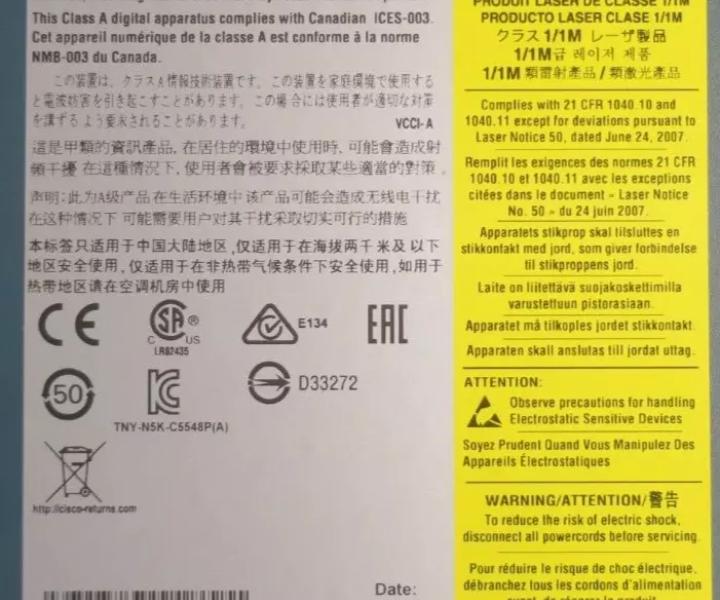 This Class A digital apparatus complies with Canadian ICES-003.
Cet appareil numérique de la classe A est conforme à la norme
NMB-003 du Canada.
この装置は、クラスA情報技術装置です。この装置を家庭環境で使用する
と電波妨害を引き起こすことがあります。この場合には使用者が適切な対策
を講ずるよう要求されることがあります。 VCCI-A
這是甲類的資訊產品, 在居住的環境中使用時, 可能會造成射
頻干擾 在這種情況下, 使用者會被要求採取某些適當的對策。
声明:此为A级产品 在生活环境中 该产品可能会造成无线电干扰
在这种情况下 可能需要用户对其干扰采取切实可行的措施
本标签只适用于中国大陆地区,仅适用于在海拔两千米及以下
地区安全使用,仅适用于在非热带气候条件下安全使用,如用于
热带地区请在空调机房中使用
CE
SA ®
C US
LR82435
E134
EAC
50
KC
TNY-N5K-C5548P(A)
D33272
http://cisco-returns.com
Date:
PRODUIT LASER DE CLASSE 1/1M
PRODUCTO LASER CLASE 1/1M
クラス1/1M レーザ製品
1/1M급 레이저 제품
1/1M 類雷射產品 / 類激光產品
Complies with 21 CFR 1040.10 and
1040.11 except for deviations pursuant to
Laser Notice 50, dated June 24, 2007.
Remplit les exigences des normes 21 CFR
1040.10 et 1040.11 avec les exceptions
citées dans le document « Laser Notice
No. 50 » du 24 juin 2007.
Apparatets stikprop skal tilsluttes en
stikkontakt med jord, som giver forbindelse
til stikproppens jord.
Laite on liitettävä suojakoskettimilla
varustettuun pistorasiaan.
Apparatet må tilkoples jordet stikkontakt.
Apparaten skall anslutas till jordat uttag.
ATTENTION:
Observe precautions for handling
Electrostatic Sensitive Devices
Soyez Prudent Quand Vous Manipulez Des
Appareils Électrostatiques
WARNING/ATTENTION/警告
To reduce the risk of electric shock,
disconnect all powercords before servicing.
Pour réduire le risque de choc électrique,
débranchez tous les cordons d'alimentation
avant de réparer le produit